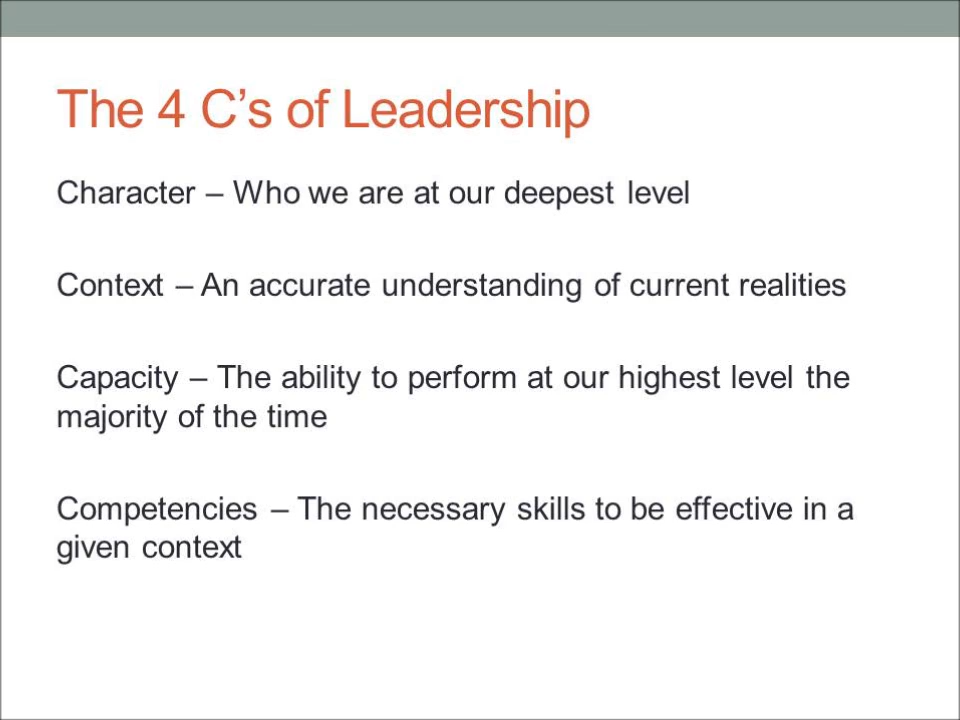 The 4 C’s of Leadership
Character – Who we are at our deepest level
Context – An accurate understanding of current realities
Capacity – The ability to perform at our highest level the
majority of the time
Competencies – The necessary skills to be effective in a
given context